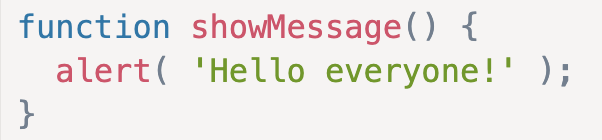 function showMessage() {
  alert( 'Hello everyone!' );
}